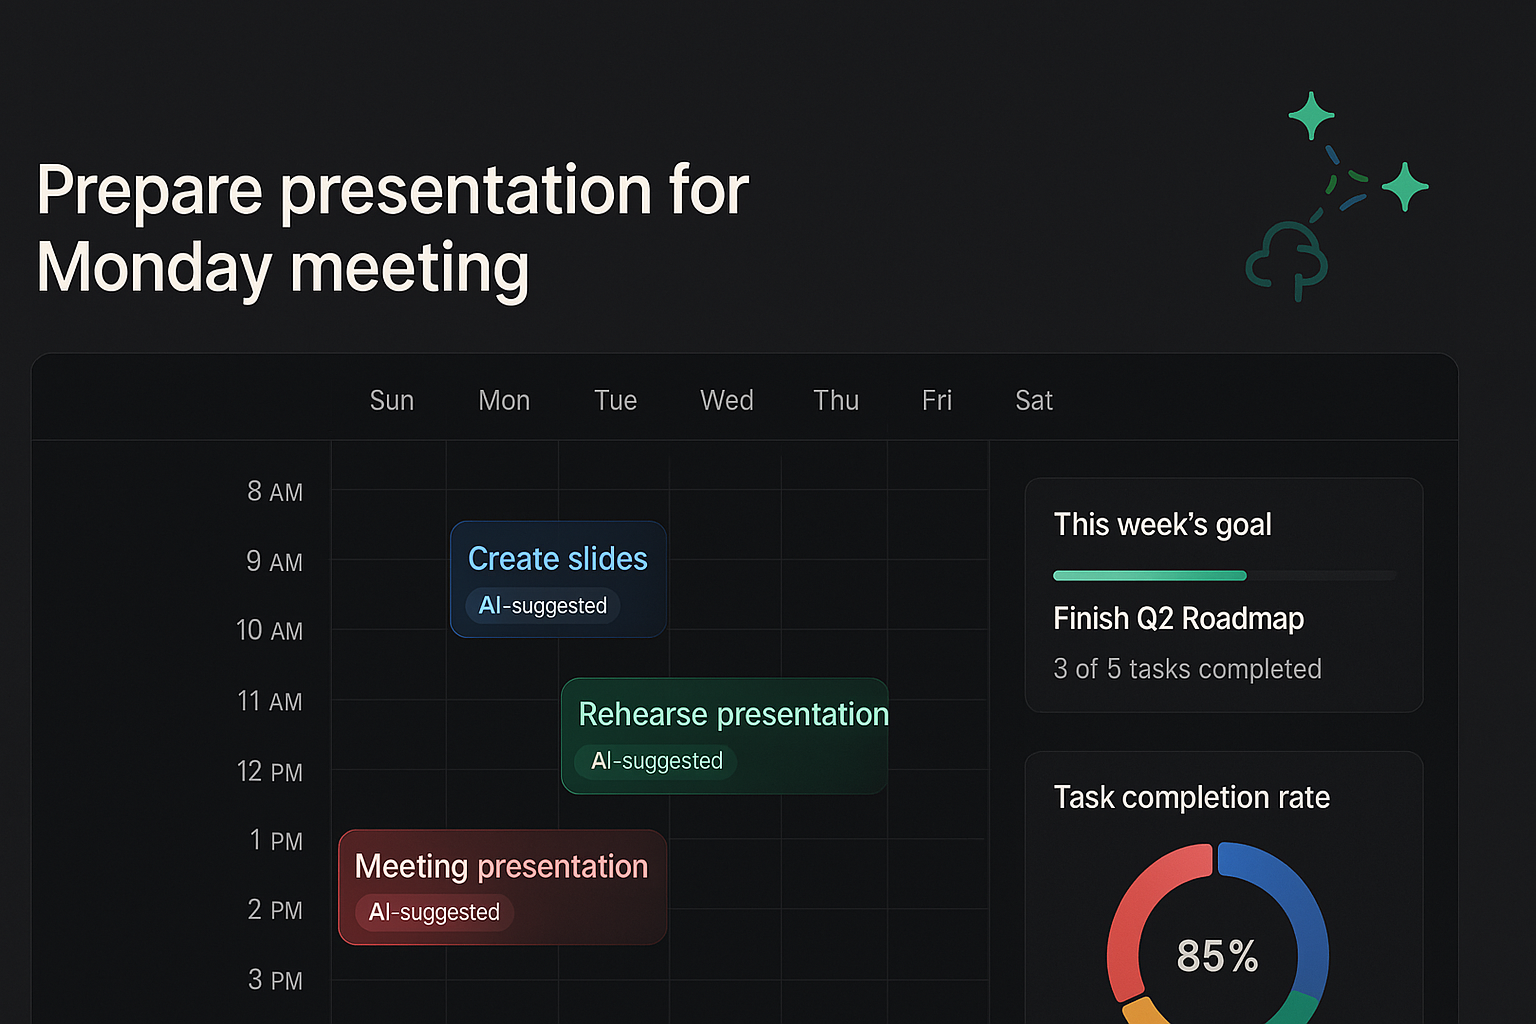 Prepare presentation for
Monday meeting
Sun Mon Tue Wed Thu Fri Sat
8 AM
9 AM
10 AM
11 AM
12 PM
1 PM
2 PM
3 PM
Create slides
AI-suggested
Rehearse presentation
AI-suggested
Meeting presentation
AI-suggested
This week's goal
Finish Q2 Roadmap
3 of 5 tasks completed
Task completion rate
85%